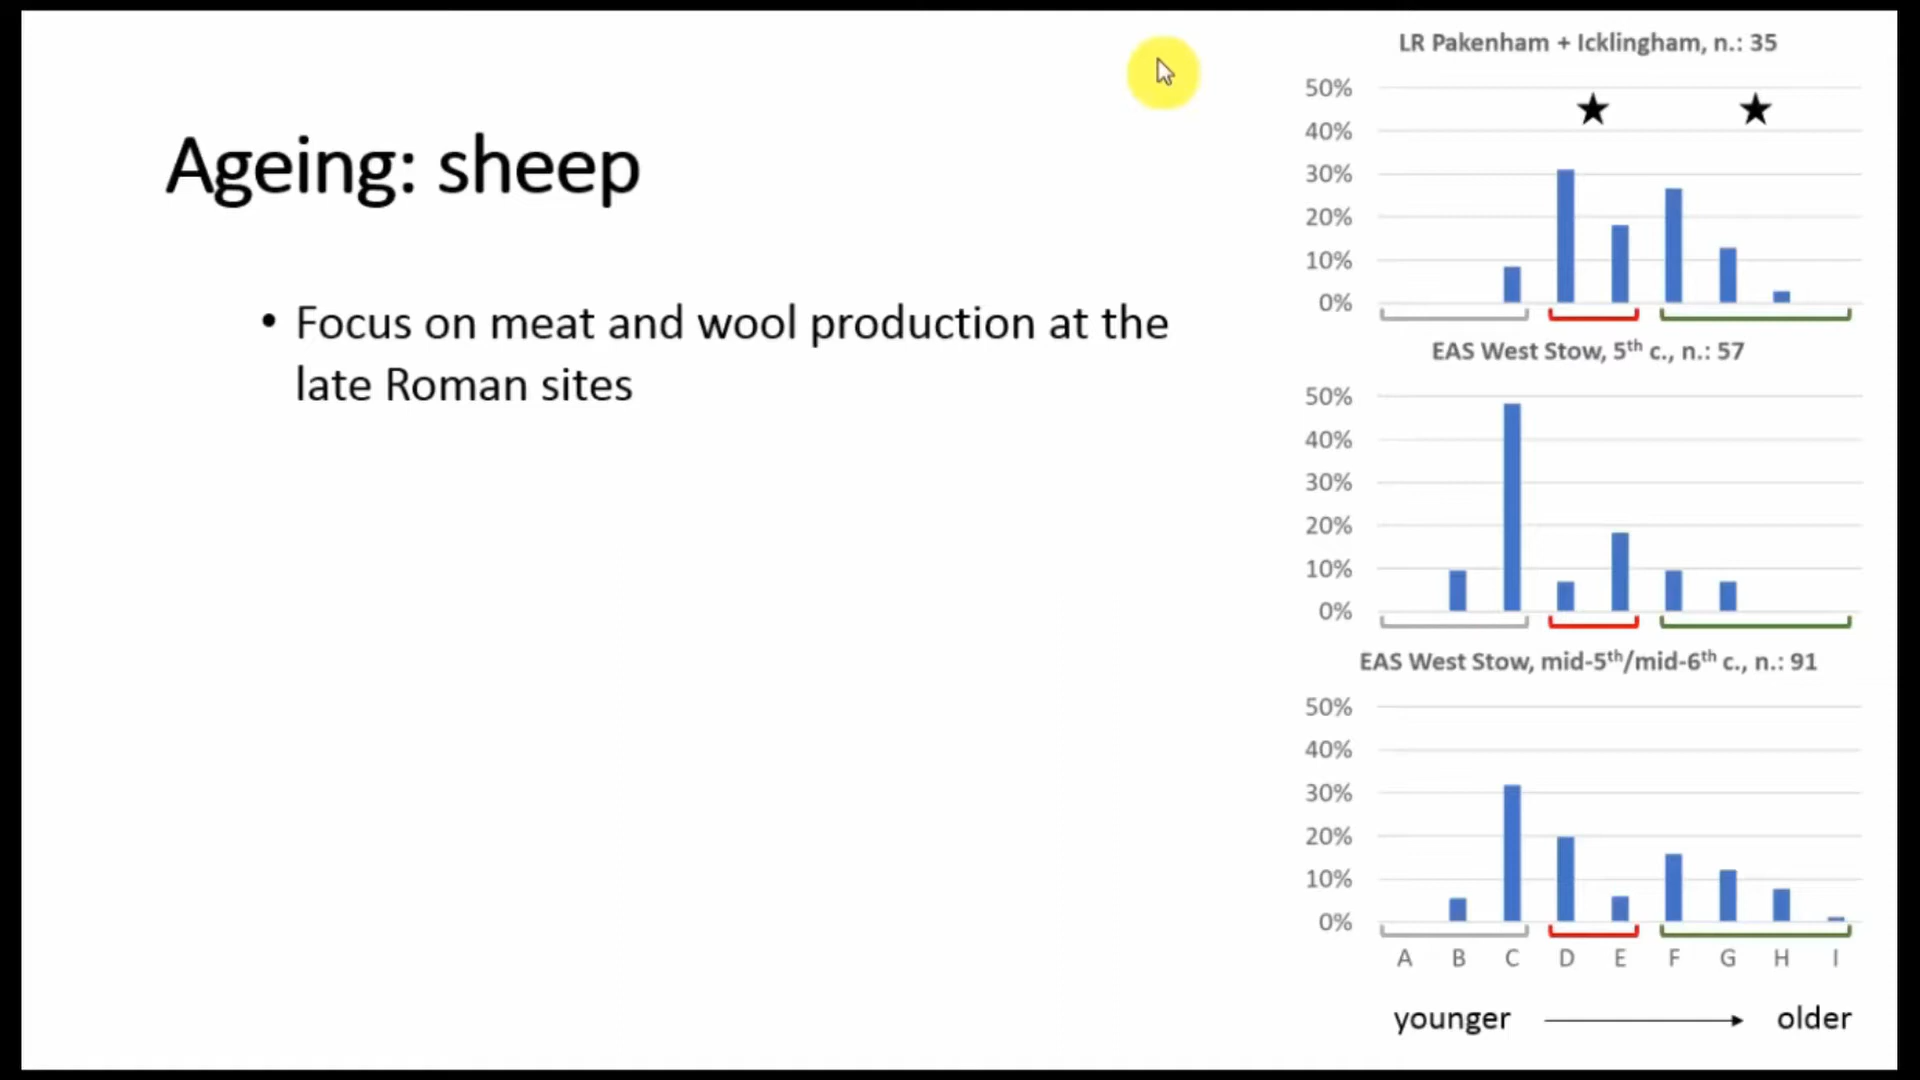 Ageing: sheep
• Focus on meat and wool production at the
late Roman sites
LR Pakenham + Icklingham, n.: 35
50%
40%
30%
20%
10%
0%
EAS West Stow, 5th c., n.: 57
50%
40%
30%
20%
10%
0%
EAS West Stow, mid-5th/mid-6th c., n.: 91
50%
40%
30%
20%
10%
0%
A B C D E F G H I
younger older